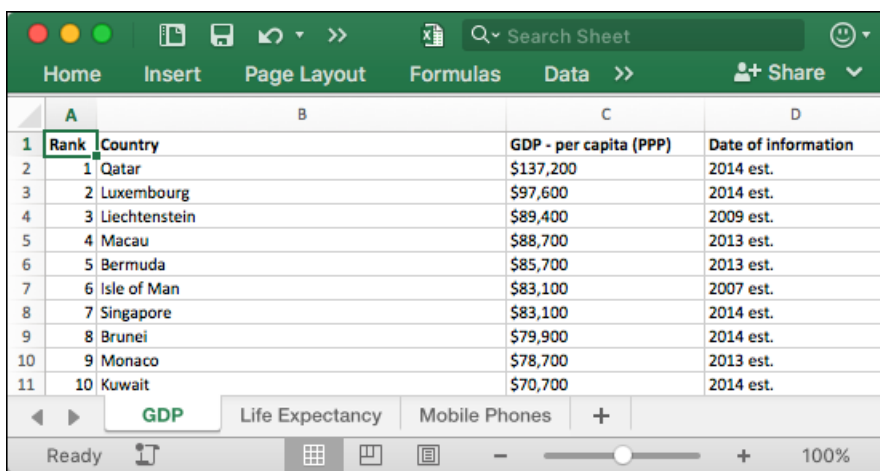 Search Sheet
Home Insert Page Layout Formulas Data >> Share
A B C D
1 Rank Country GDP - per capita (PPP) Date of information
2 1 Qatar $137,200 2014 est.
3 2 Luxembourg $97,600 2014 est.
4 3 Liechtenstein $89,400 2009 est.
5 4 Macau $88,700 2013 est.
6 5 Bermuda $85,700 2013 est.
7 6 Isle of Man $83,100 2007 est.
8 7 Singapore $83,100 2014 est.
9 8 Brunei $79,900 2014 est.
10 9 Monaco $78,700 2013 est.
11 10 Kuwait $70,700 2014 est.
GDP Life Expectancy Mobile Phones +
Ready − + 100%